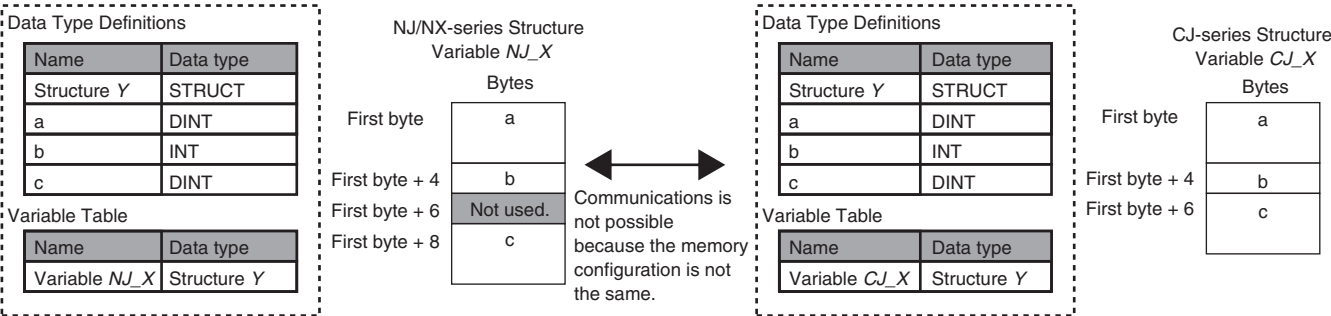 Data Type Definitions
Name Data type
Structure Y STRUCT
a DINT
b INT
c DINT
Variable Table
Name Data type
Variable NJ_X Structure Y
NJ/NX-series Structure
Variable NJ_X
Bytes
First byte a
First byte + 4 b
First byte + 6 Not used.
First byte + 8 c
Communications is
not possible
because the memory
configuration is not
the same.
Data Type Definitions
Name Data type
Structure Y STRUCT
a DINT
b INT
c DINT
Variable Table
Name Data type
Variable CJ_X Structure Y
CJ-series Structure
Variable CJ_X
Bytes
First byte a
First byte + 4 b
First byte + 6 c